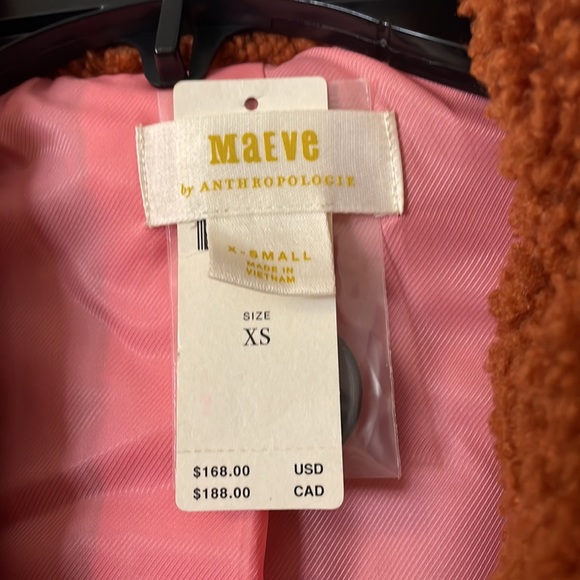 MaEve
by ANTHROPOLOGIE
X-SMALL
MADE IN
VIETNAM
SIZE
XS
$168.00 USD
$188.00 CAD